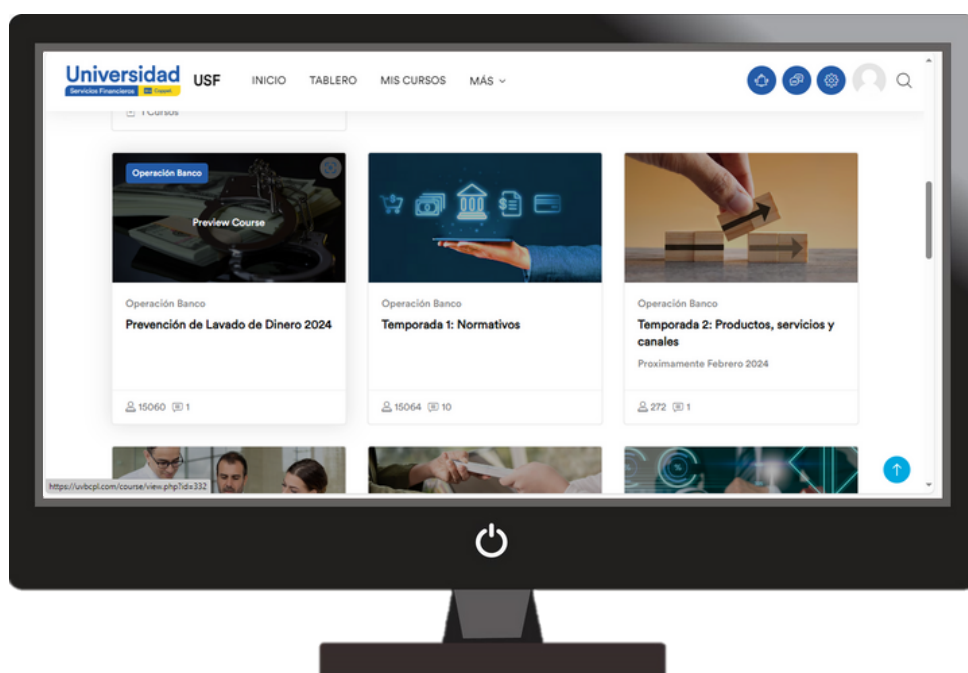 Universidad
Servicios Financieros
USF
INICIO TABLERO MIS CURSOS MÁS
1 Cursos
Operación Banco
Preview Course
Operación Banco
Prevención de Lavado de Dinero 2024
15060 1
Operación Banco
Temporada 1: Normativos
15064 10
Operación Banco
Temporada 2: Productos, servicios y
canales
Proximamente Febrero 2024
272 1
https://uvbcpl.com/course/view.php?id=332